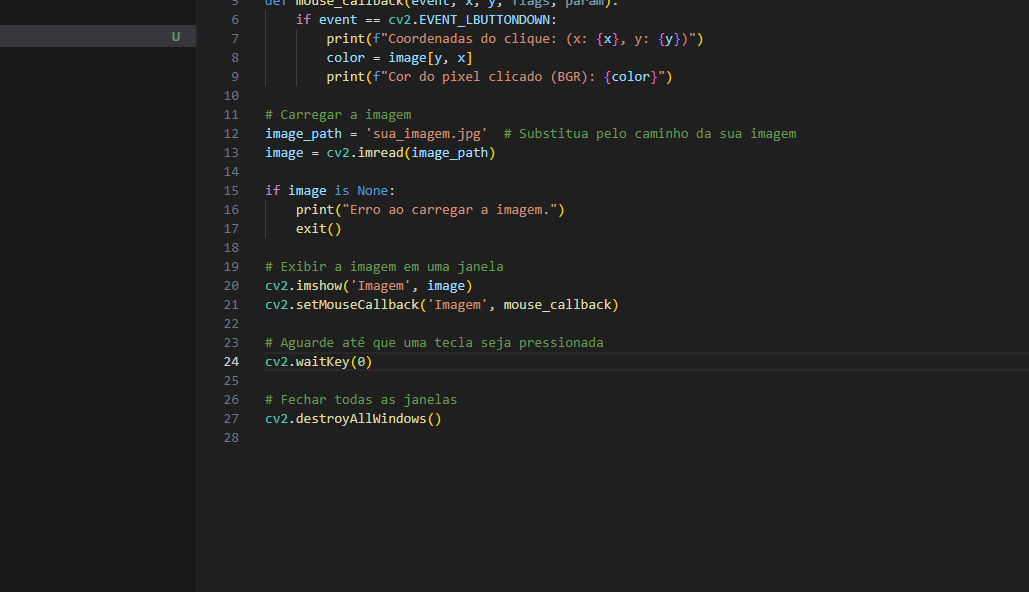 U
5 def mouse_callback(event, x, y, flags, param):
6 if event == cv2.EVENT_LBUTTONDOWN:
7 print(f"Coordenadas do clique: (x: {x}, y: {y})")
8 color = image[y, x]
9 print(f"Cor do pixel clicado (BGR): {color}")
10
11 # Carregar a imagem
12 image_path = 'sua_imagem.jpg'  # Substitua pelo caminho da sua imagem
13 image = cv2.imread(image_path)
14
15 if image is None:
16 print("Erro ao carregar a imagem.")
17 exit()
18
19 # Exibir a imagem em uma janela
20 cv2.imshow('Imagem', image)
21 cv2.setMouseCallback('Imagem', mouse_callback)
22
23 # Aguarde até que uma tecla seja pressionada
24 cv2.waitKey(0)
25
26 # Fechar todas as janelas
27 cv2.destroyAllWindows()
28